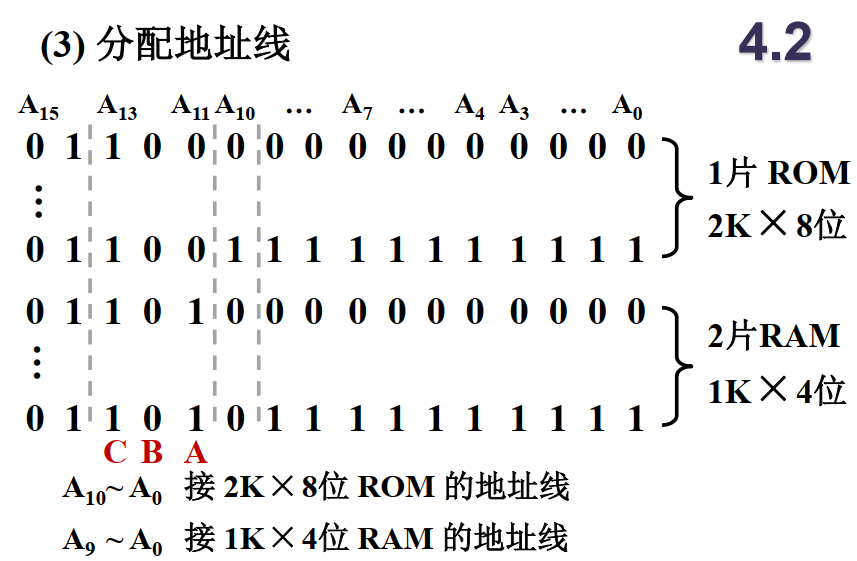 (3) 分配地址线
4.2
A15 A13 A11 A10 … A7 … A4 A3 … A0
0 1 1 0 0 0 0 0 0 0 0 0 0 0 0 0
⋮
0 1 1 0 0 1 1 1 1 1 1 1 1 1 1 1
1片 ROM
2K×8位
0 1 1 0 1 0 0 0 0 0 0 0 0 0 0 0
⋮
0 1 1 0 1 0 1 1 1 1 1 1 1 1 1 1
2片RAM
1K×4位
C B A
A10~ A0 接 2K×8位 ROM 的地址线
A9 ~ A0 接 1K×4位 RAM 的地址线